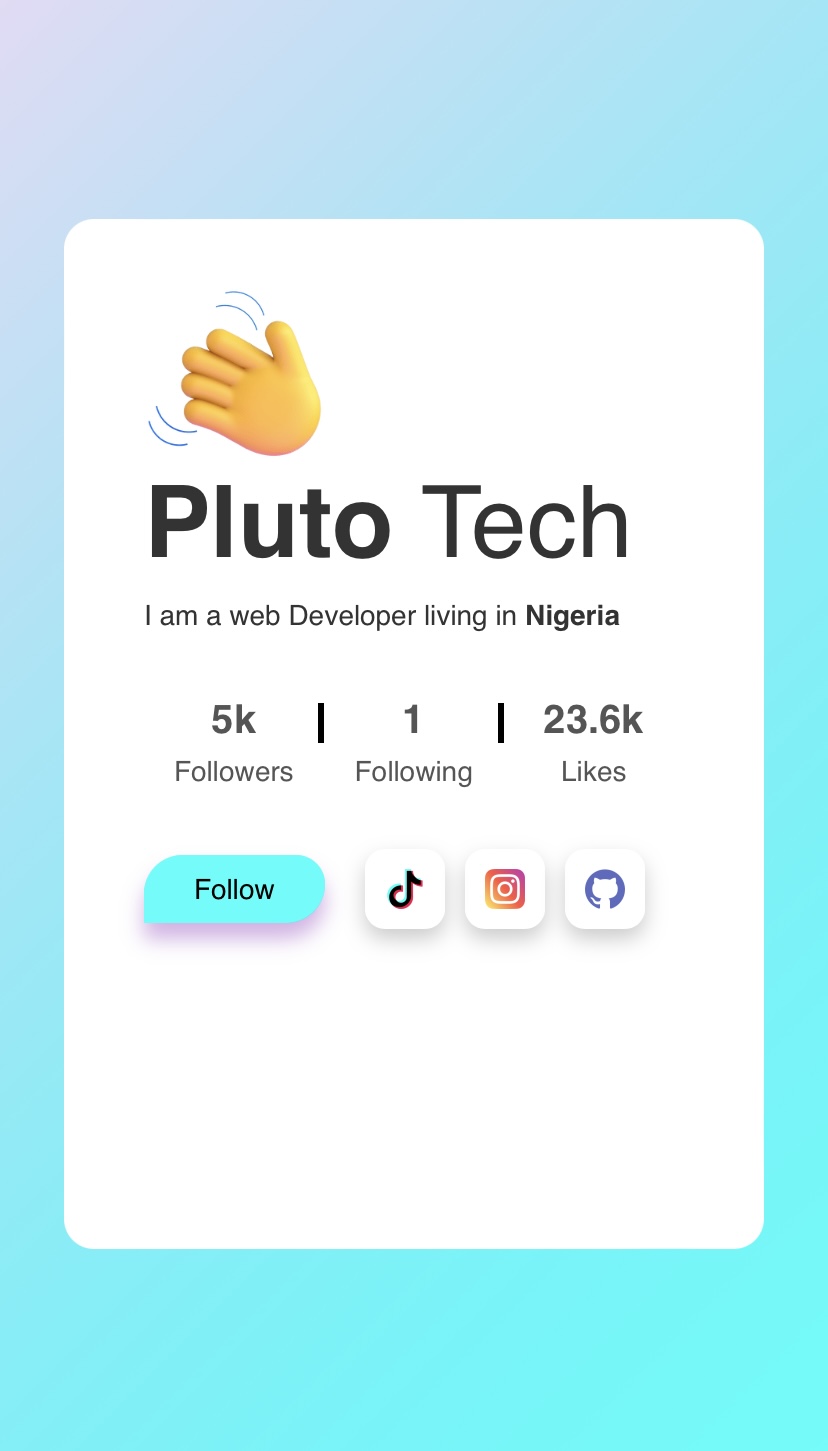 Pluto Tech
I am a web Developer living in Nigeria
5k 1 23.6k
Followers Following Likes
Follow